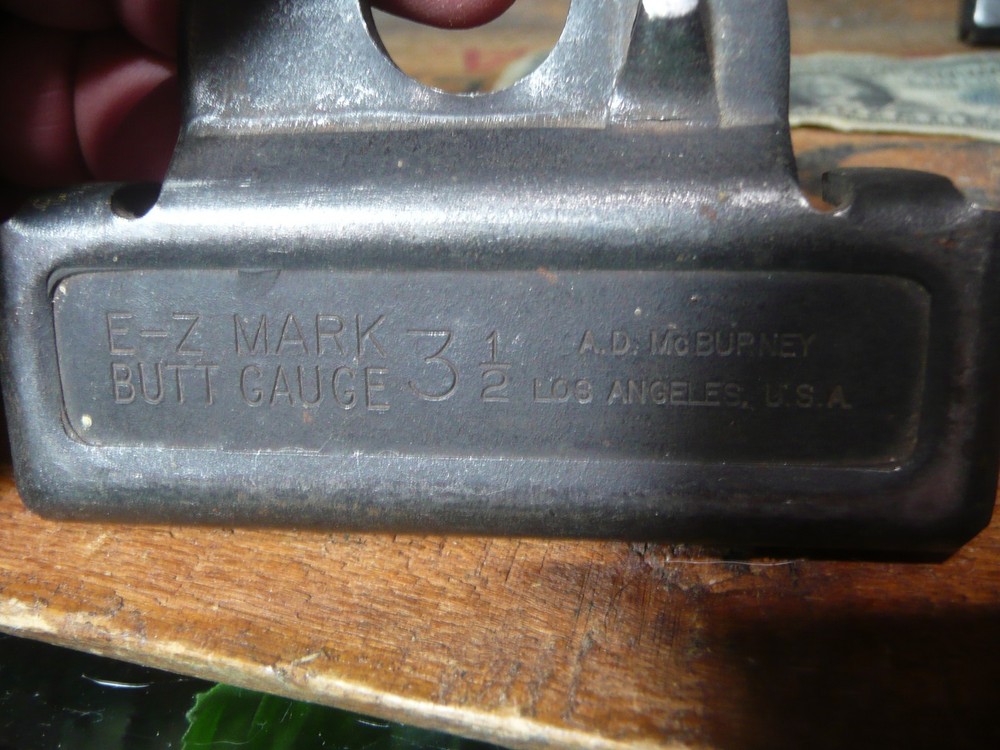 E-Z MARK
BUTT GAUGE
3 1/2
A.D. McBURNEY
LOS ANGELES, U.S.A.